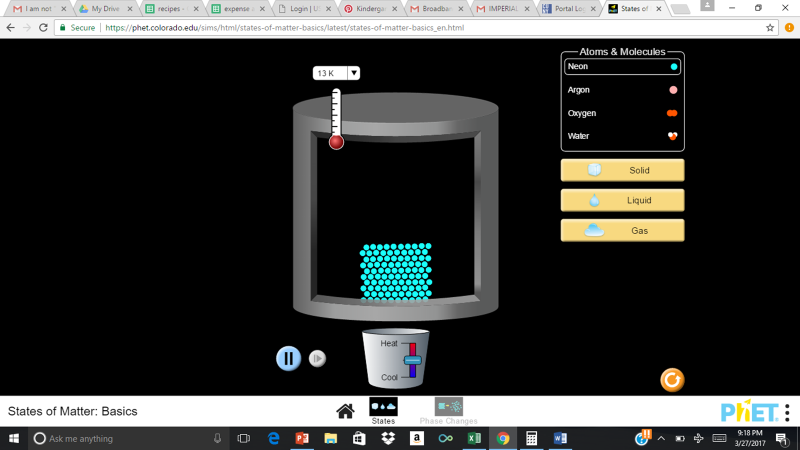 I am not
My Drive
recipes -
expense
Login | U
Kinderga
Broadba
IMPERIAL
Portal Log
States of
Secure
https://phet.colorado.edu/sims/html/states-of-matter-basics/latest/states-of-matter-basics_en.html
13 K
Atoms & Molecules
Neon
Argon
Oxygen
Water
Solid
Liquid
Gas
Heat
Cool
States of Matter: Basics
States
Phase Changes
PhET
Ask me anything
9:18 PM
3/27/2017